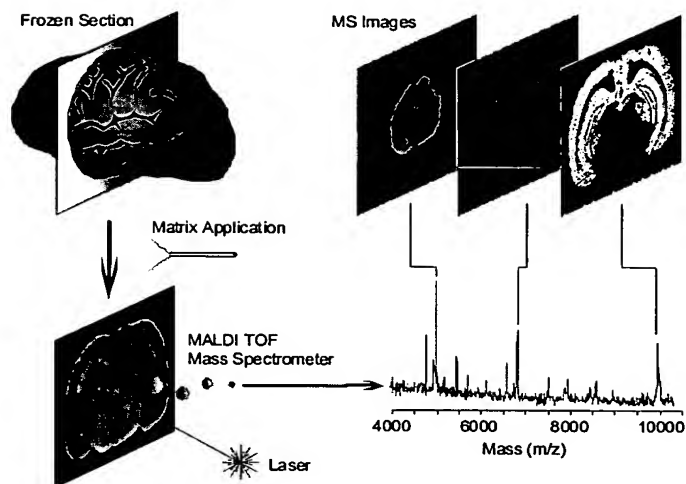 Frozen Section
MS Images
Matrix Application
MALDI TOF
Mass Spectrometer
Laser
4000 6000 8000 10000
Mass (m/z)